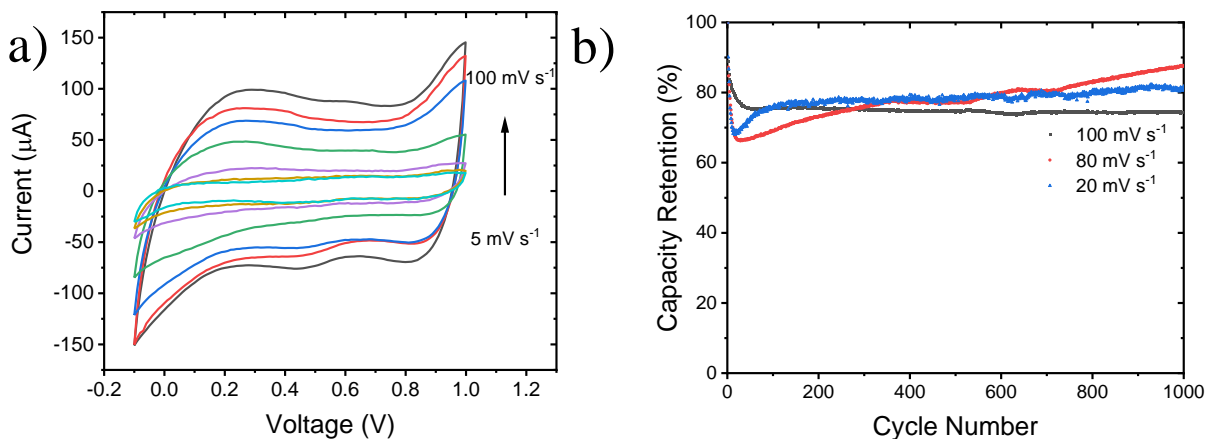 a)
150
100
50
0
-50
-100
-150
Current (µA)
100 mV s⁻¹
5 mV s⁻¹
-0.2 0.0 0.2 0.4 0.6 0.8 1.0 1.2
Voltage (V)
b)
100
80
60
40
20
0
Capacity Retention (%)
100 mV s⁻¹
80 mV s⁻¹
20 mV s⁻¹
0 200 400 600 800 1000
Cycle Number